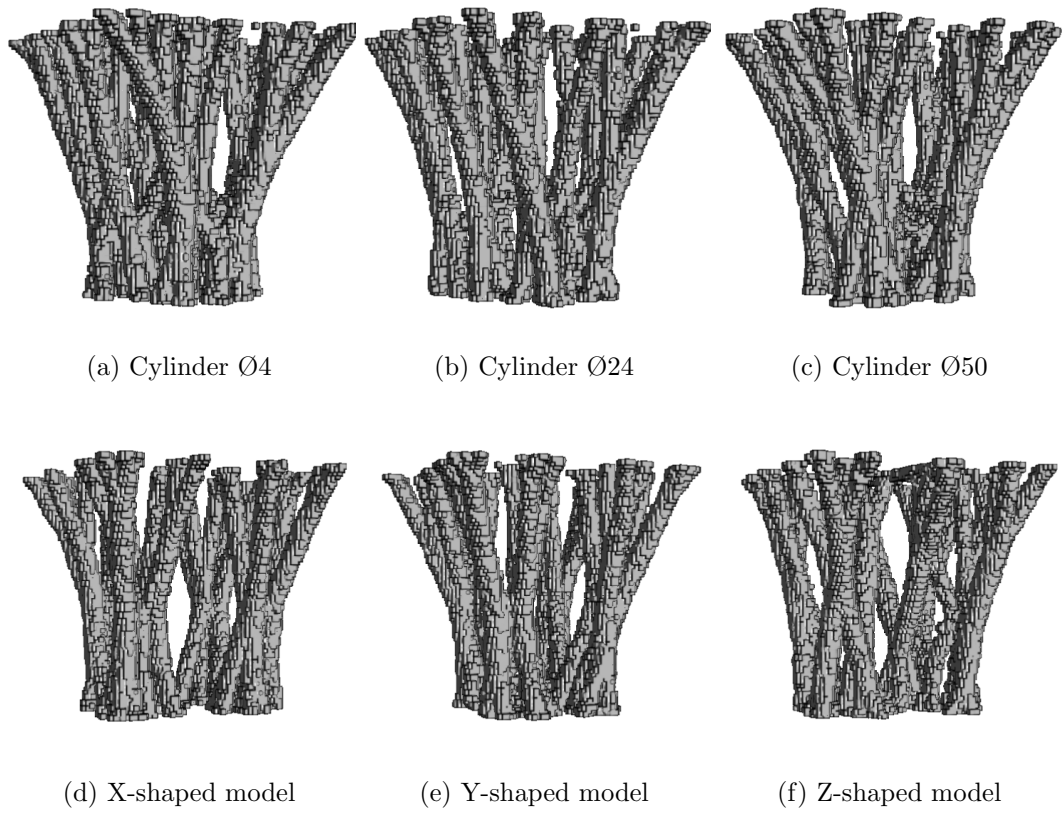 (a) Cylinder Ø4
(b) Cylinder Ø24
(c) Cylinder Ø50
(d) X-shaped model
(e) Y-shaped model
(f) Z-shaped model